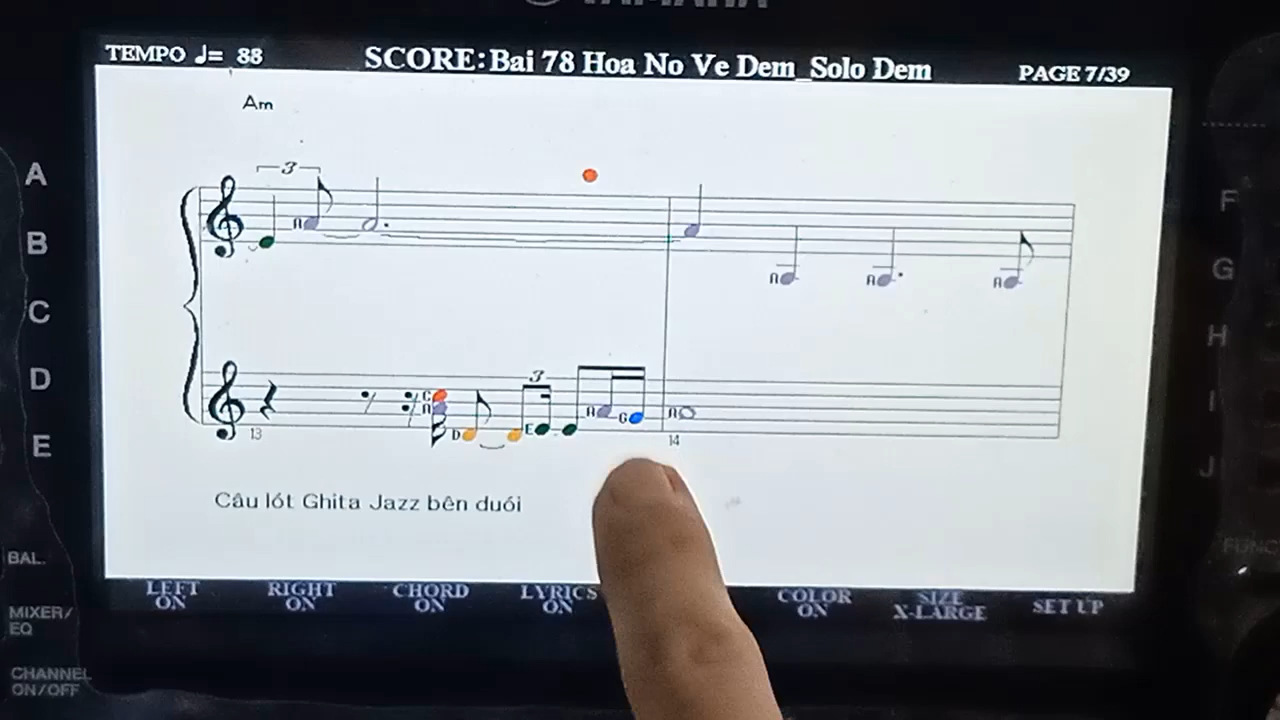 YAMAHA
TEMPO ♩= 88
SCORE:Bai 78 Hoa No Ve Dem_Solo Dem
PAGE 7/39
Am
3
A
A
A
A
3
C
A
D
E
A
G
A
13
14
Câu lót Ghita Jazz bên duói
LEFT ON
RIGHT ON
CHORD ON
LYRICS ON
COLOR ON
SIZE X-LARGE
SET UP
A
B
C
D
E
BAL.
MIXER/
EQ
CHANNEL
ON/OFF
F
G
H
I
J